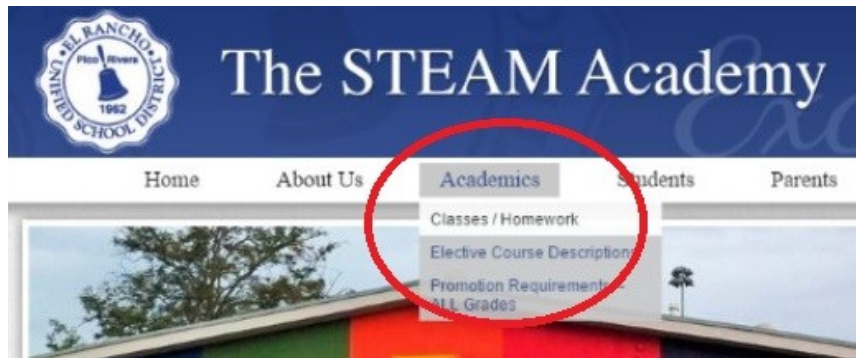 EL RANCHO
Pico Rivera
1962
UNIFIED SCHOOL DISTRICT
The STEAM Academy
Home About Us Academics Students Parents
Classes / Homework
Elective Course Descriptions
Promotion Requirements –
ALL Grades